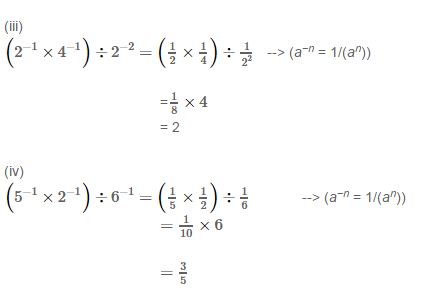 (iii)
(2⁻¹ × 4⁻¹) ÷ 2⁻² = (1/2 × 1/4) ÷ 1/2² --> (a⁻ⁿ = 1/(aⁿ))
=1/8 × 4
= 2
(iv)
(5⁻¹ × 2⁻¹) ÷ 6⁻¹ = (1/5 × 1/2) ÷ 1/6 --> (a⁻ⁿ = 1/(aⁿ))
= 1/10 × 6
= 3/5